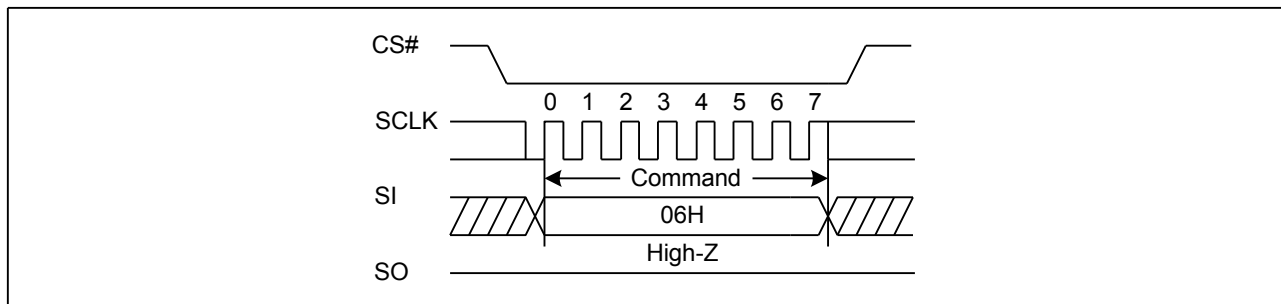 CS#
0 1 2 3 4 5 6 7
SCLK
Command
SI
06H
High-Z
SO